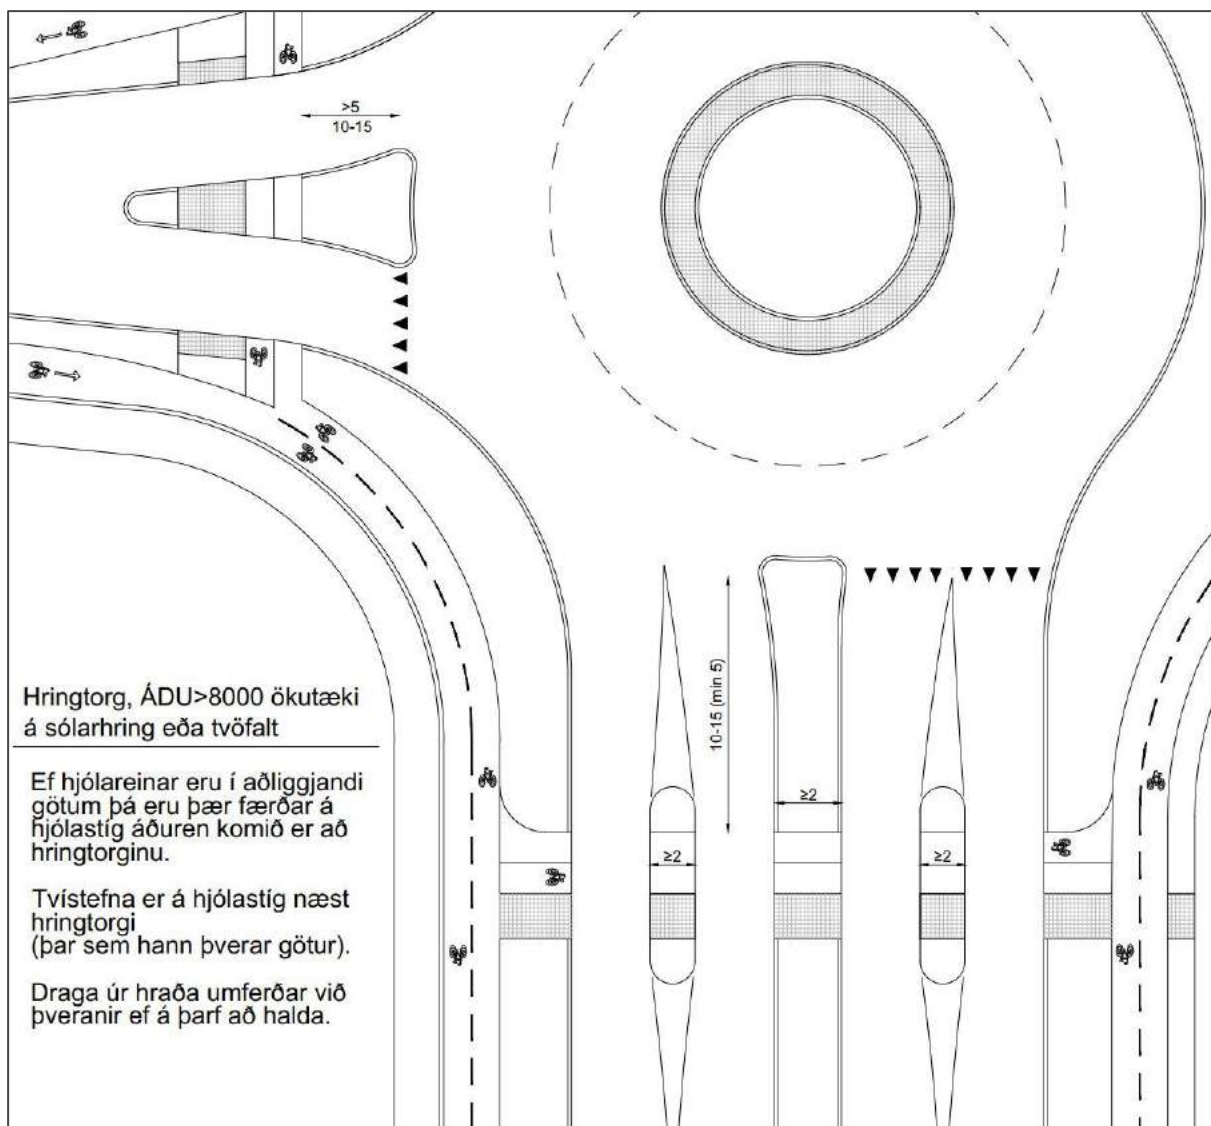 >5
10-15
10-15 (min 5)
≥2
≥2
≥2
Hringtorg, ÁDU>8000 ökutæki
á sólarhring eða tvöfalt
Ef hjólareinar eru í aðliggjandi
götum þá eru þær færðar á
hjólastíg áðuren komið er að
hringtorginu.
Tvístefna er á hjólastíg næst
hringtorgi
(þar sem hann þverar götur).
Draga úr hraða umferðar við
þveranir ef á þarf að halda.